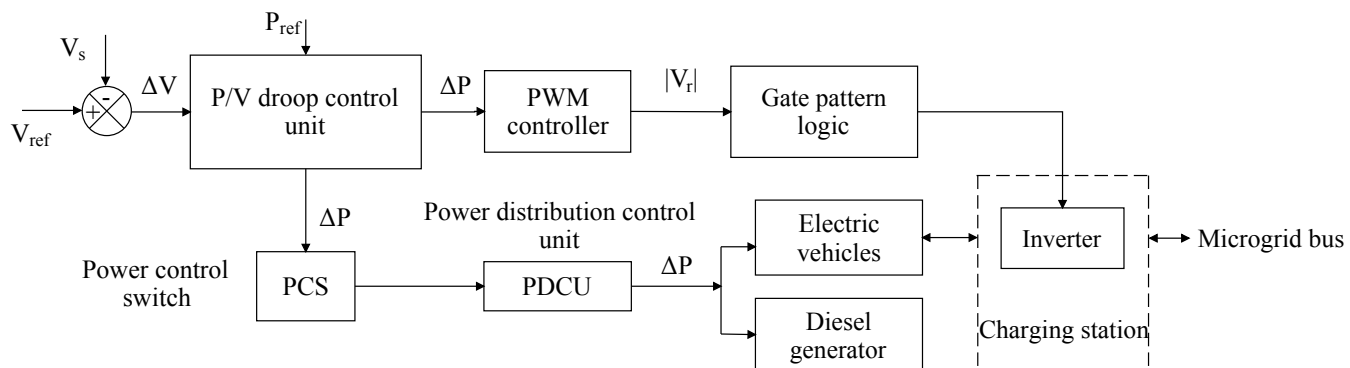 P_ref
V_s
ΔV
-
+
V_ref
P/V droop control
unit
ΔP
PWM
controller
|V_r|
Gate pattern
logic
ΔP
Power distribution control
unit
Electric
vehicles
Inverter
Microgrid bus
Power control
switch
PCS
PDCU
ΔP
Diesel
generator
Charging station